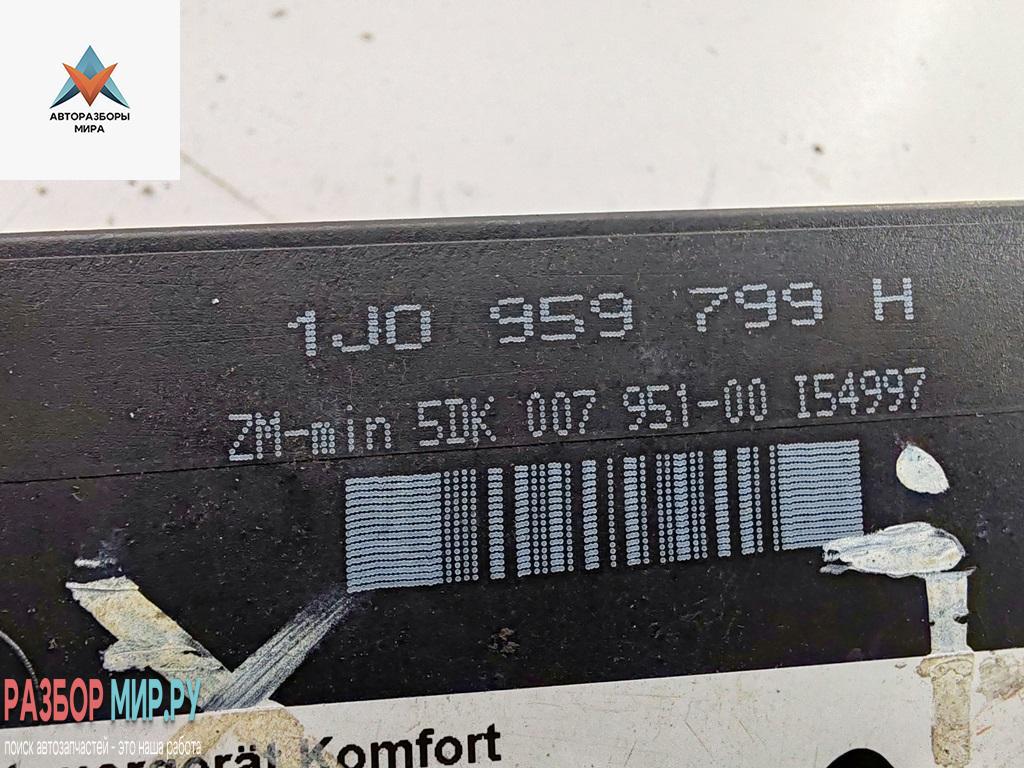 АВТОРАЗБОРЫ
МИРА
1J0 959 799 H
ZM-min 5DK 007 951-00 I54997
Komfort
РАЗБОР МИР.РУ
поиск автозапчастей - это наша работа